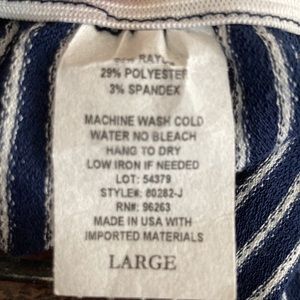 29% POLYESTER
3% SPANDEX
MACHINE WASH COLD
WATER NO BLEACH
HANG TO DRY
LOW IRON IF NEEDED
LOT: 54379
STYLE#: 80282-J
RN#: 96263
MADE IN USA WITH
IMPORTED MATERIALS
LARGE